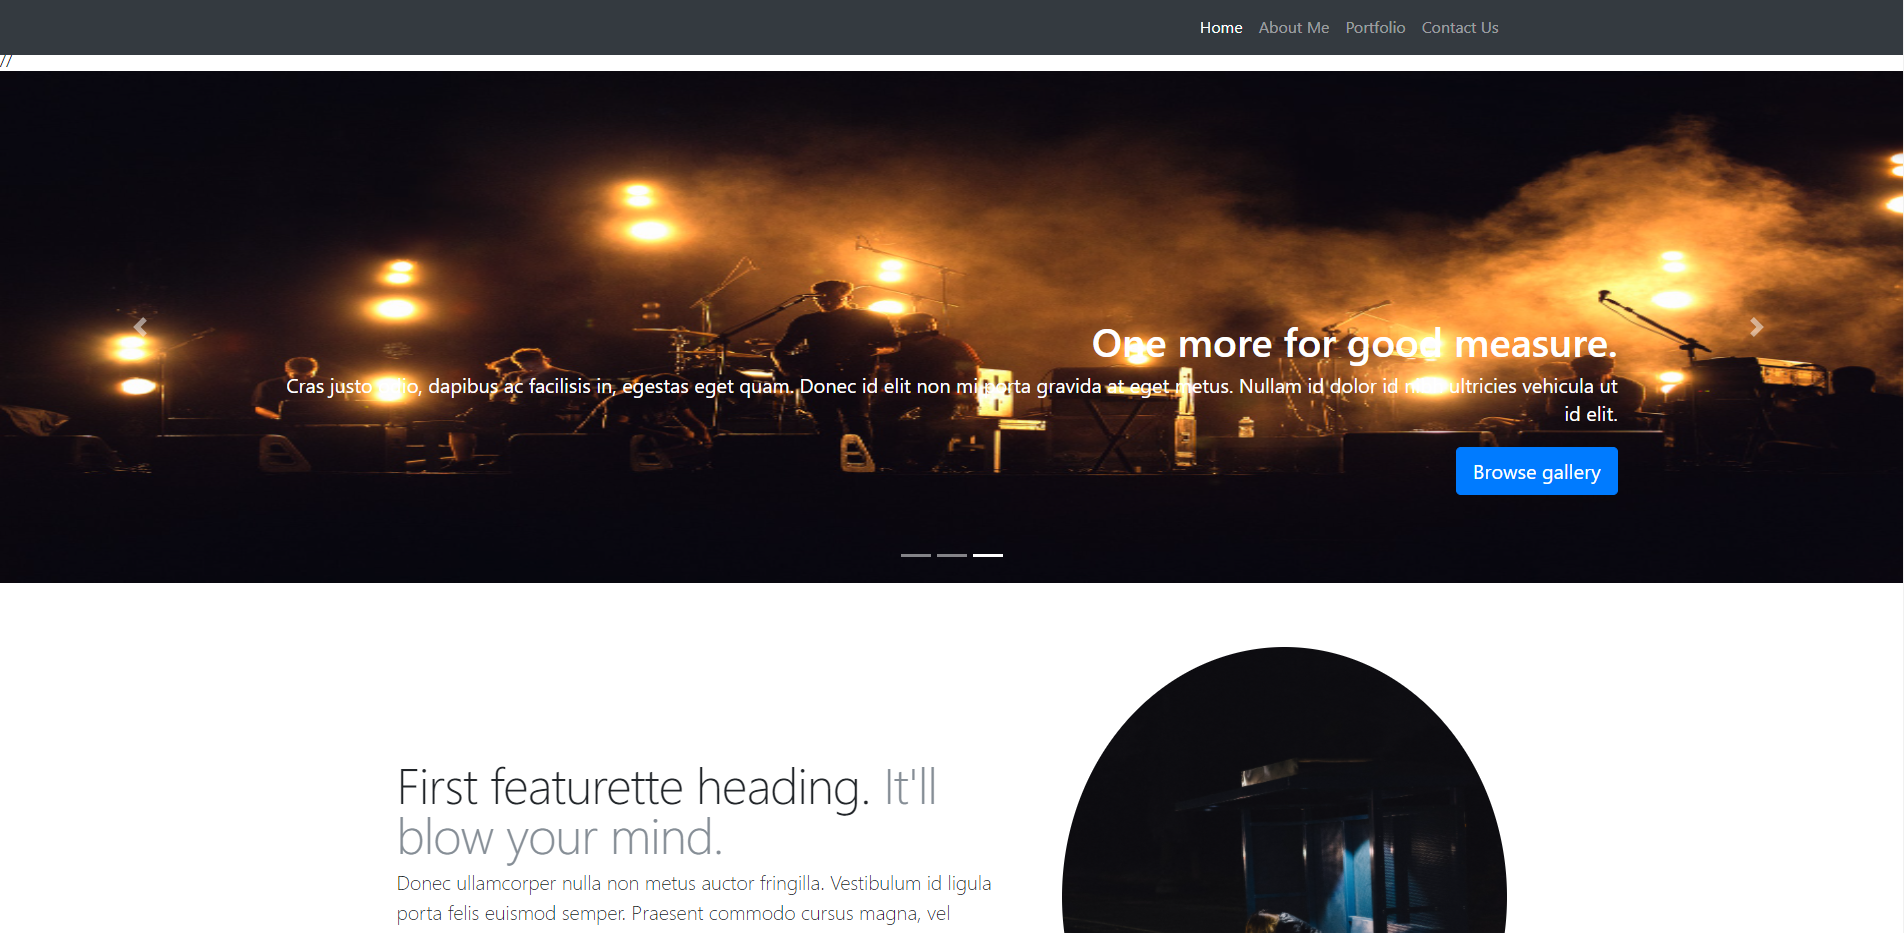 Home About Me Portfolio Contact Us
//
One more for good measure.
Cras justo odio, dapibus ac facilisis in, egestas eget quam. Donec id elit non mi porta gravida at eget metus. Nullam id dolor id nibh ultricies vehicula ut
id elit.
Browse gallery
First featurette heading. It'll
blow your mind.
Donec ullamcorper nulla non metus auctor fringilla. Vestibulum id ligula
porta felis euismod semper. Praesent commodo cursus magna, vel